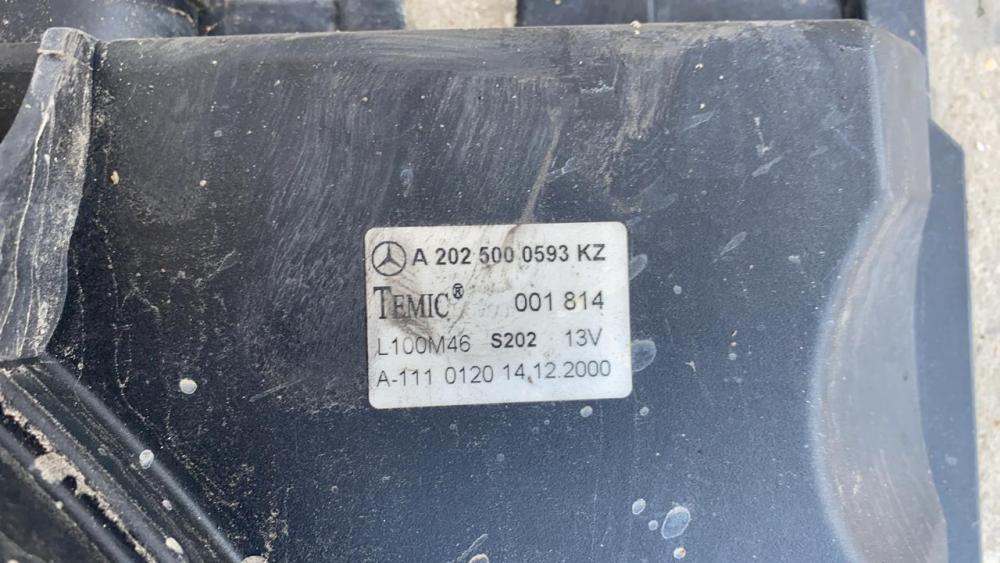 A 202 500 0593 KZ
TEMIC® 001 814
L100M46 S202 13V
A-111 0120 14.12.2000